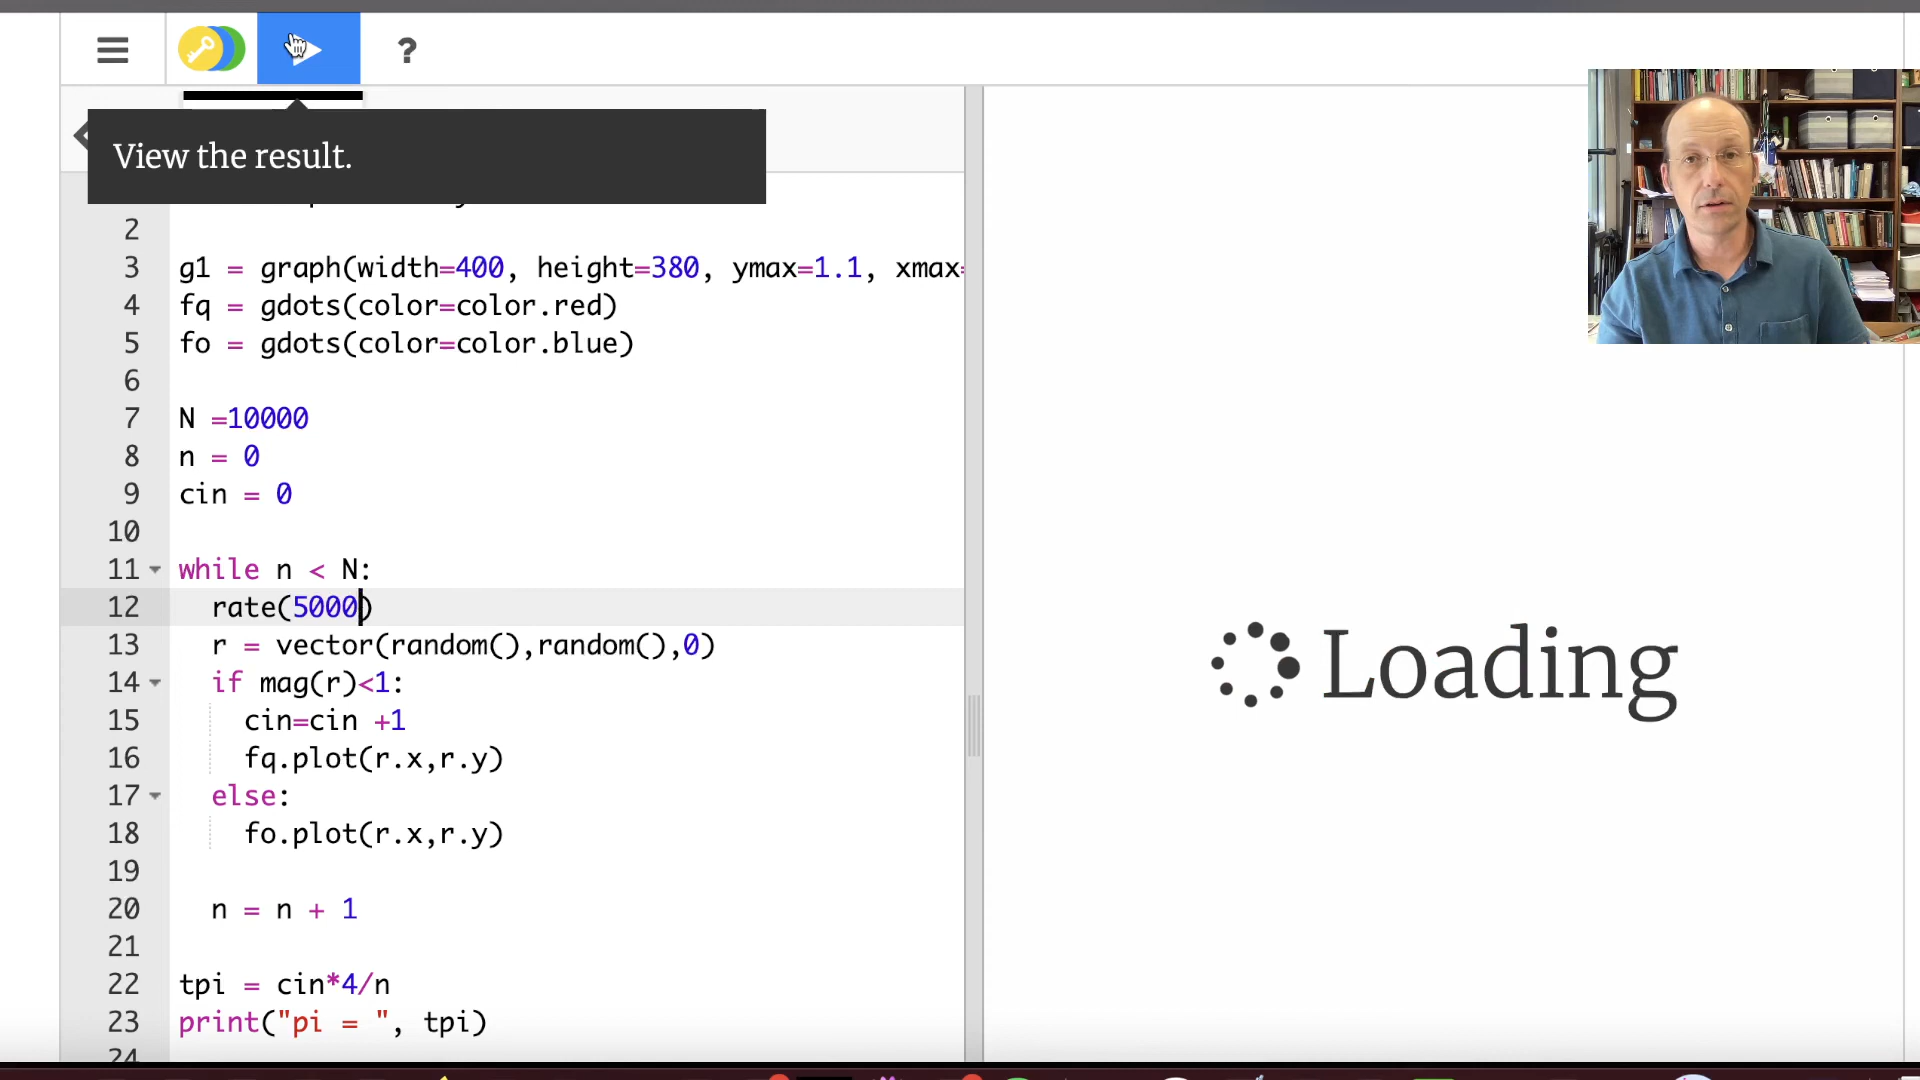 ?
View the result.
2
3 g1 = graph(width=400, height=380, ymax=1.1, xmax=
4 fq = gdots(color=color.red)
5 fo = gdots(color=color.blue)
6
7 N =10000
8 n = 0
9 cin = 0
10
11 while n < N:
12 rate(5000)
13 r = vector(random(),random(),0)
14 if mag(r)<1:
15 cin=cin +1
16 fq.plot(r.x,r.y)
17 else:
18 fo.plot(r.x,r.y)
19
20 n = n + 1
21
22 tpi = cin*4/n
23 print("pi = ", tpi)
24
Loading